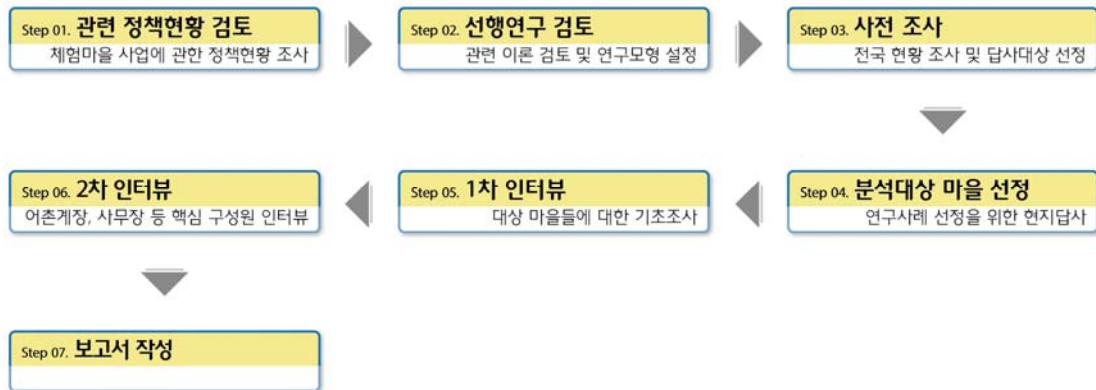 Step 01. 관련 정책현황 검토
체험마을 사업에 관한 정책현황 조사
Step 02. 선행연구 검토
관련 이론 검토 및 연구모형 설정
Step 03. 사전 조사
전국 현황 조사 및 답사대상 선정
Step 04. 분석대상 마을 선정
연구사례 선정을 위한 현지답사
Step 05. 1차 인터뷰
대상 마을들에 대한 기초조사
Step 06. 2차 인터뷰
어촌계장, 사무장 등 핵심 구성원 인터뷰
Step 07. 보고서 작성